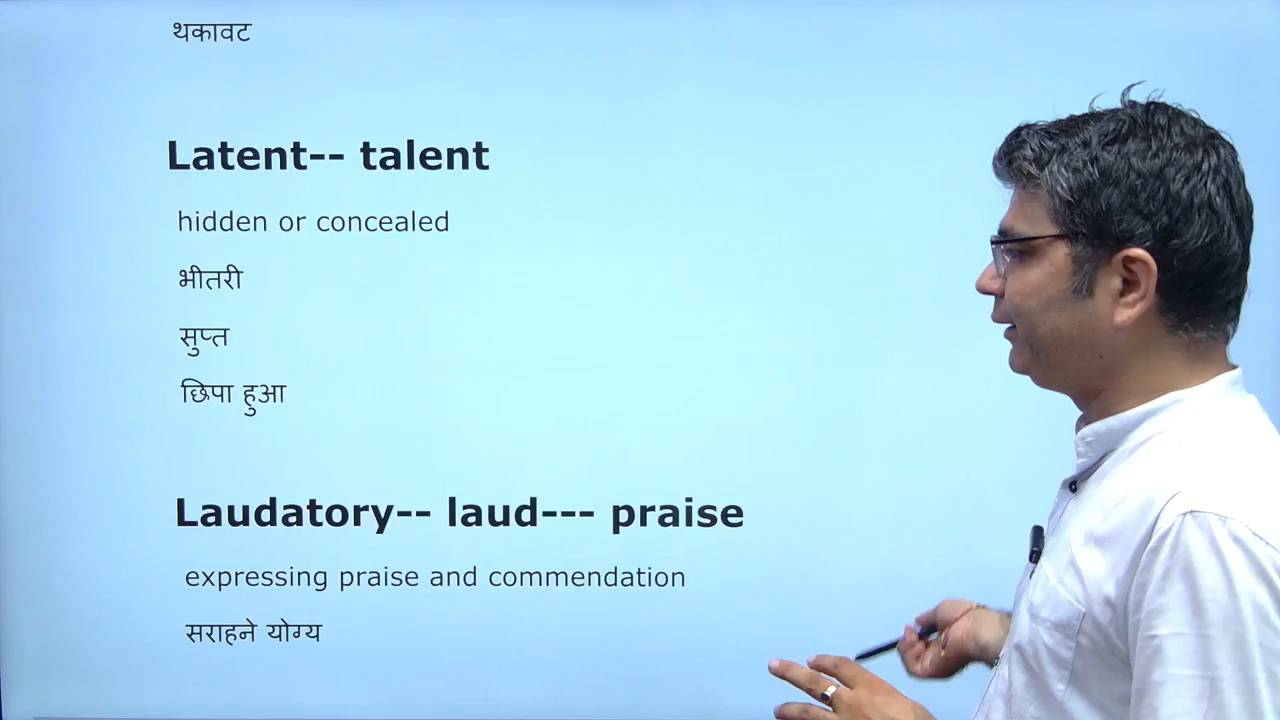 थकावट
Latent-- talent
hidden or concealed
भीतरी
सुप्त
छिपा हुआ
Laudatory-- laud--- praise
expressing praise and commendation
सराहने योग्य